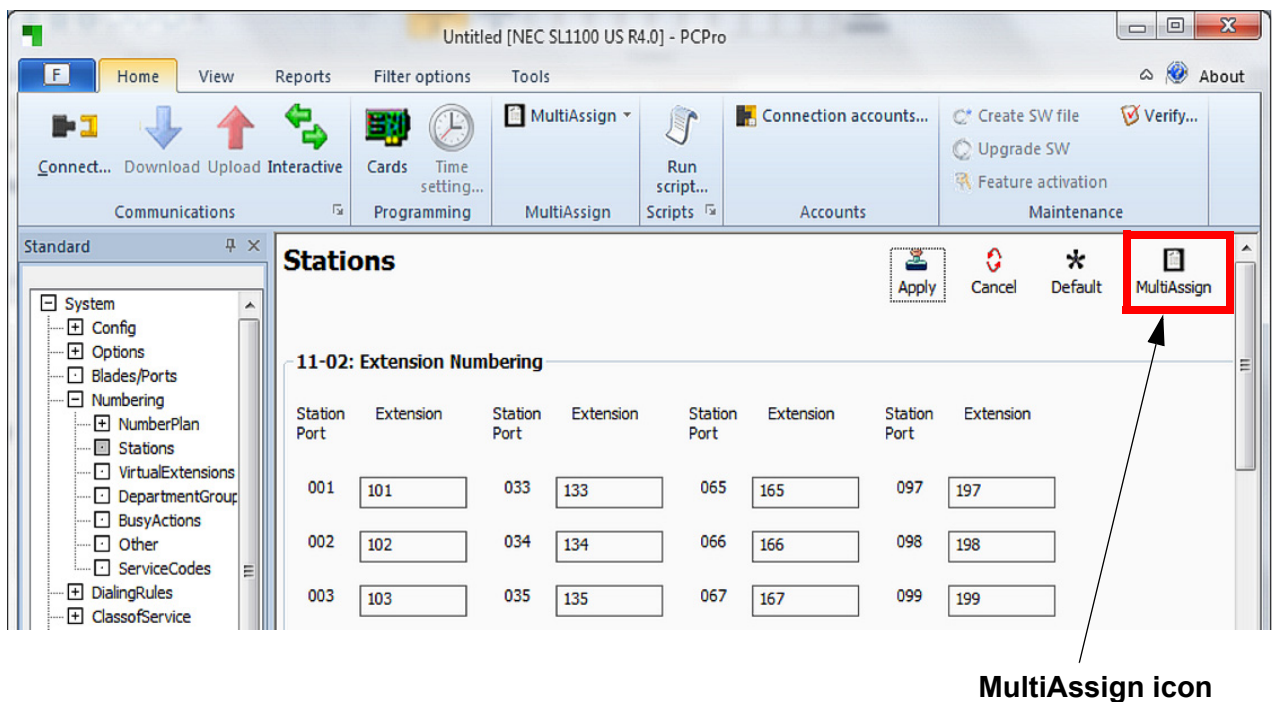 Untitled [NEC SL1100 US R4.0] - PCPro
F Home View Reports Filter options Tools About
Connect... Download Upload Interactive Cards Time setting... MultiAssign Run script... Connection accounts... Create SW file Verify...
Upgrade SW
Feature activation
Communications Programming MultiAssign Scripts Accounts Maintenance
Standard
System
Config
Options
Blades/Ports
Numbering
NumberPlan
Stations
VirtualExtensions
DepartmentGroup
BusyActions
Other
ServiceCodes
DialingRules
ClassofService
Stations
Apply Cancel Default MultiAssign
11-02: Extension Numbering
Station Port Extension Station Port Extension Station Port Extension Station Port Extension
001 101 033 133 065 165 097 197
002 102 034 134 066 166 098 198
003 103 035 135 067 167 099 199
MultiAssign icon